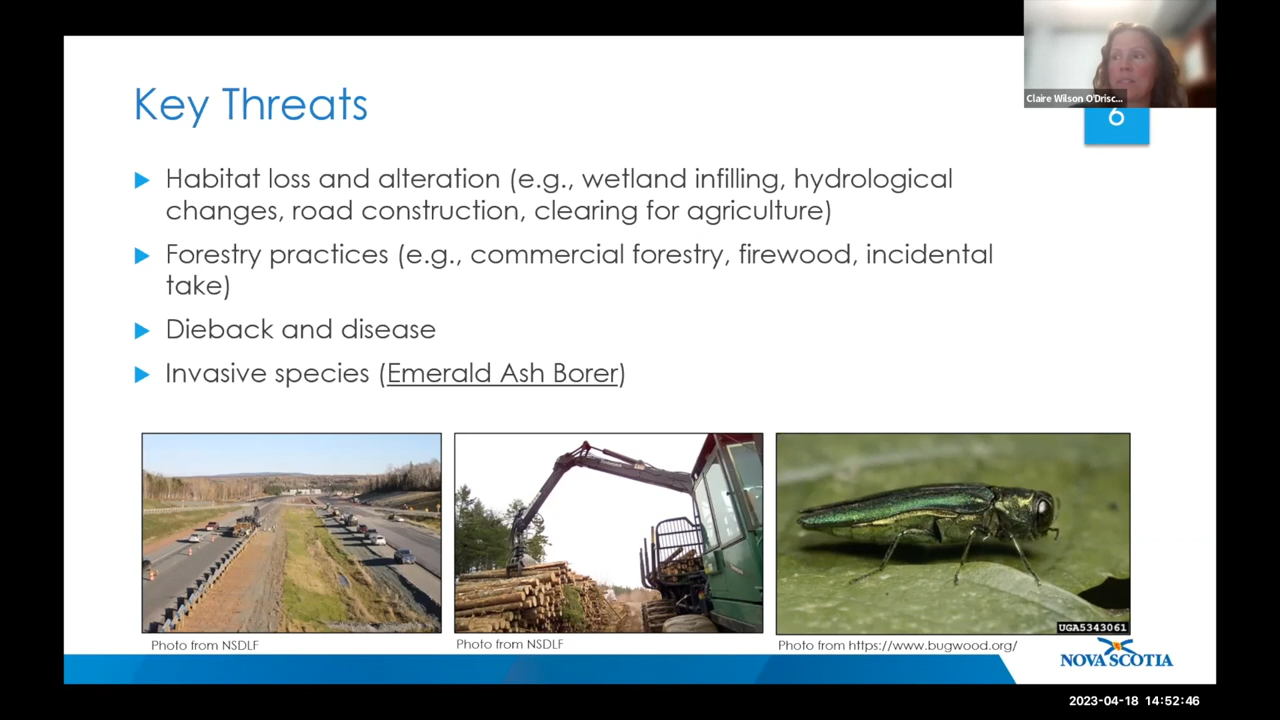 Key Threats
Claire Wilson O'Drisc...
6
Habitat loss and alteration (e.g., wetland infilling, hydrological
changes, road construction, clearing for agriculture)
Forestry practices (e.g., commercial forestry, firewood, incidental
take)
Dieback and disease
Invasive species (Emerald Ash Borer)
UGA5343061
Photo from NSDLF
Photo from NSDLF
Photo from https://www.bugwood.org/
NOVA SCOTIA
2023-04-18 14:52:46